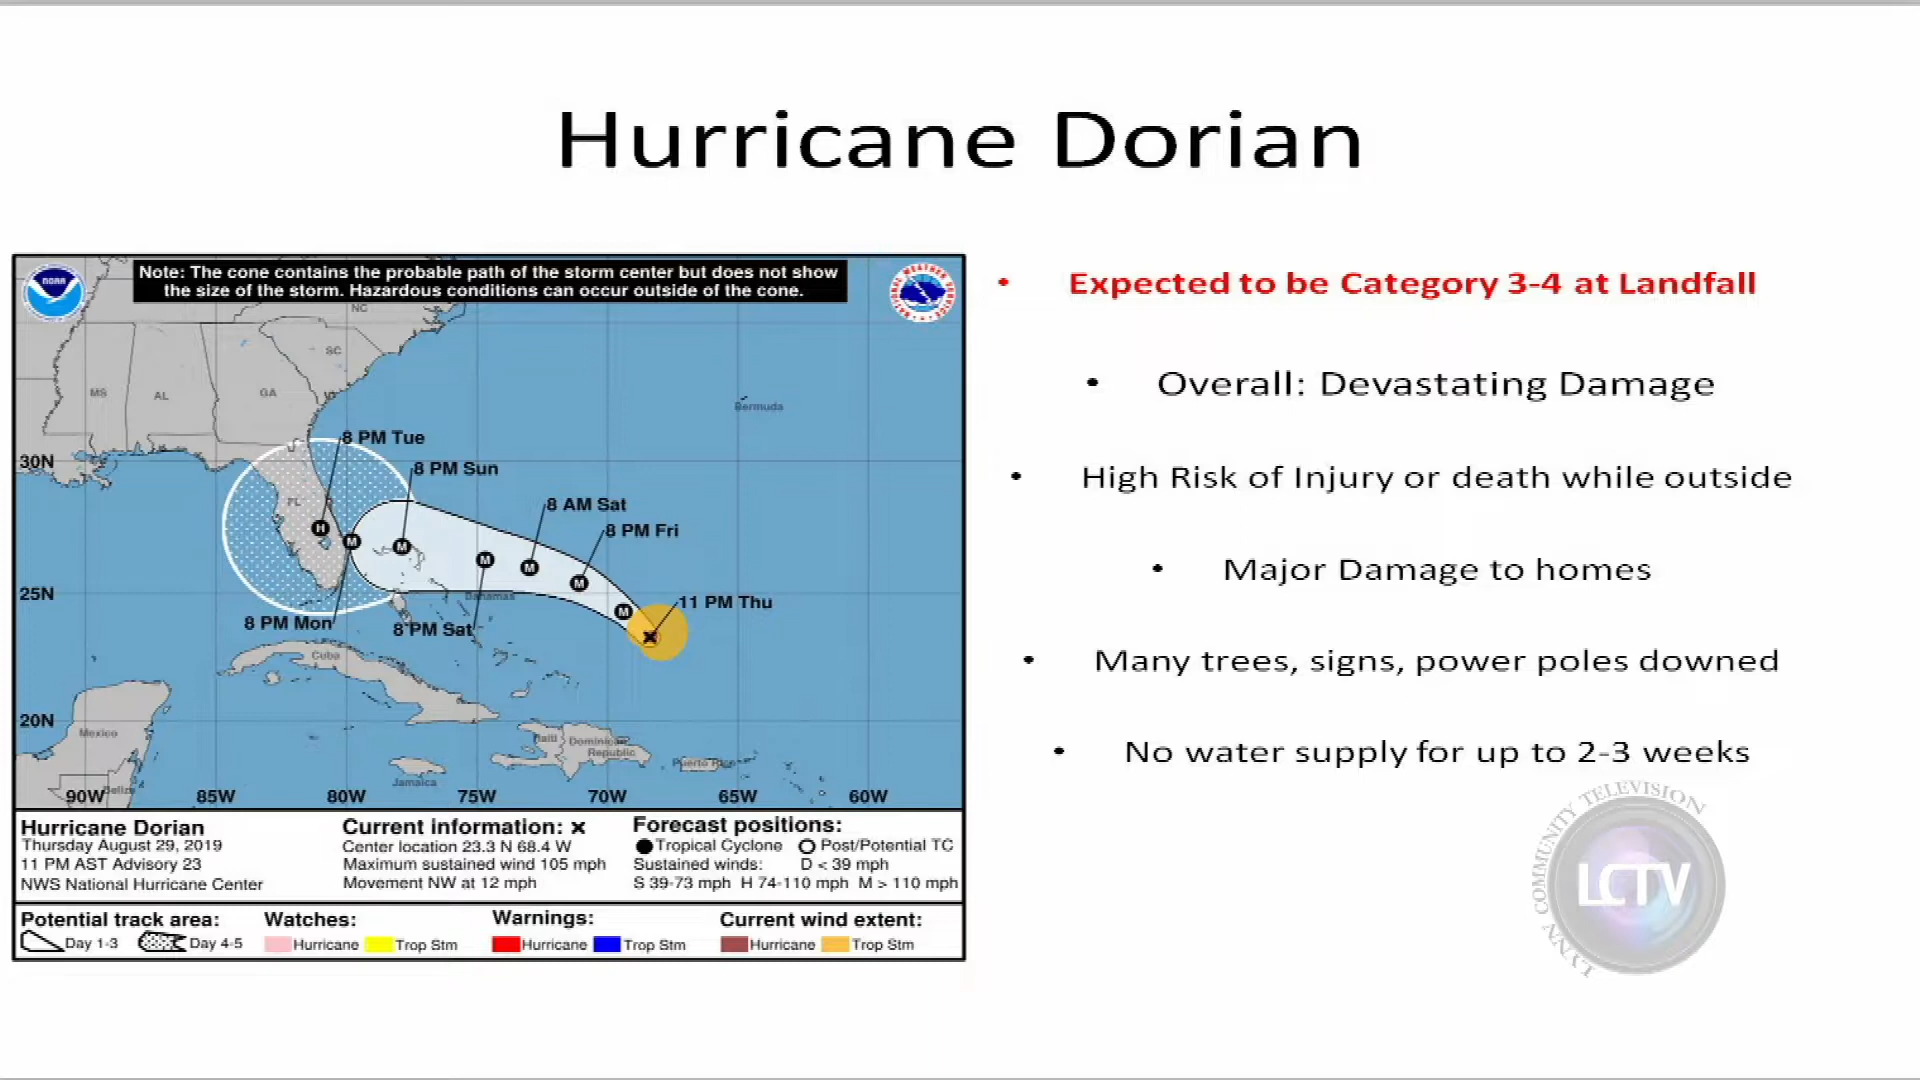 Hurricane Dorian
NOAA
Note: The cone contains the probable path of the storm center but does not show
the size of the storm. Hazardous conditions can occur outside of the cone.
NATIONAL WEATHER SERVICE
NC
SC
MS
AL
GA
Bermuda
8 PM Tue
30N
8 PM Sun
FL
8 AM Sat
8 PM Fri
H
M
M
M
M
M
M
25N
Bahamas
11 PM Thu
8 PM Mon
8 PM Sat
Cuba
20N
Mexico
Haiti
Dominican
Republic
Puerto Rico
Jamaica
Belize
90W 85W 80W 75W 70W 65W 60W
Hurricane Dorian
Thursday August 29, 2019
11 PM AST Advisory 23
NWS National Hurricane Center
Current information: x
Center location 23.3 N 68.4 W
Maximum sustained wind 105 mph
Movement NW at 12 mph
Forecast positions:
Tropical Cyclone Post/Potential TC
Sustained winds: D < 39 mph
S 39-73 mph H 74-110 mph M > 110 mph
Potential track area:
Day 1-3 Day 4-5
Watches:
Hurricane Trop Stm
Warnings:
Hurricane Trop Stm
Current wind extent:
Hurricane Trop Stm
• Expected to be Category 3-4 at Landfall
• Overall: Devastating Damage
• High Risk of Injury or death while outside
• Major Damage to homes
• Many trees, signs, power poles downed
• No water supply for up to 2-3 weeks
LYNN COMMUNITY TELEVISION
LCTV